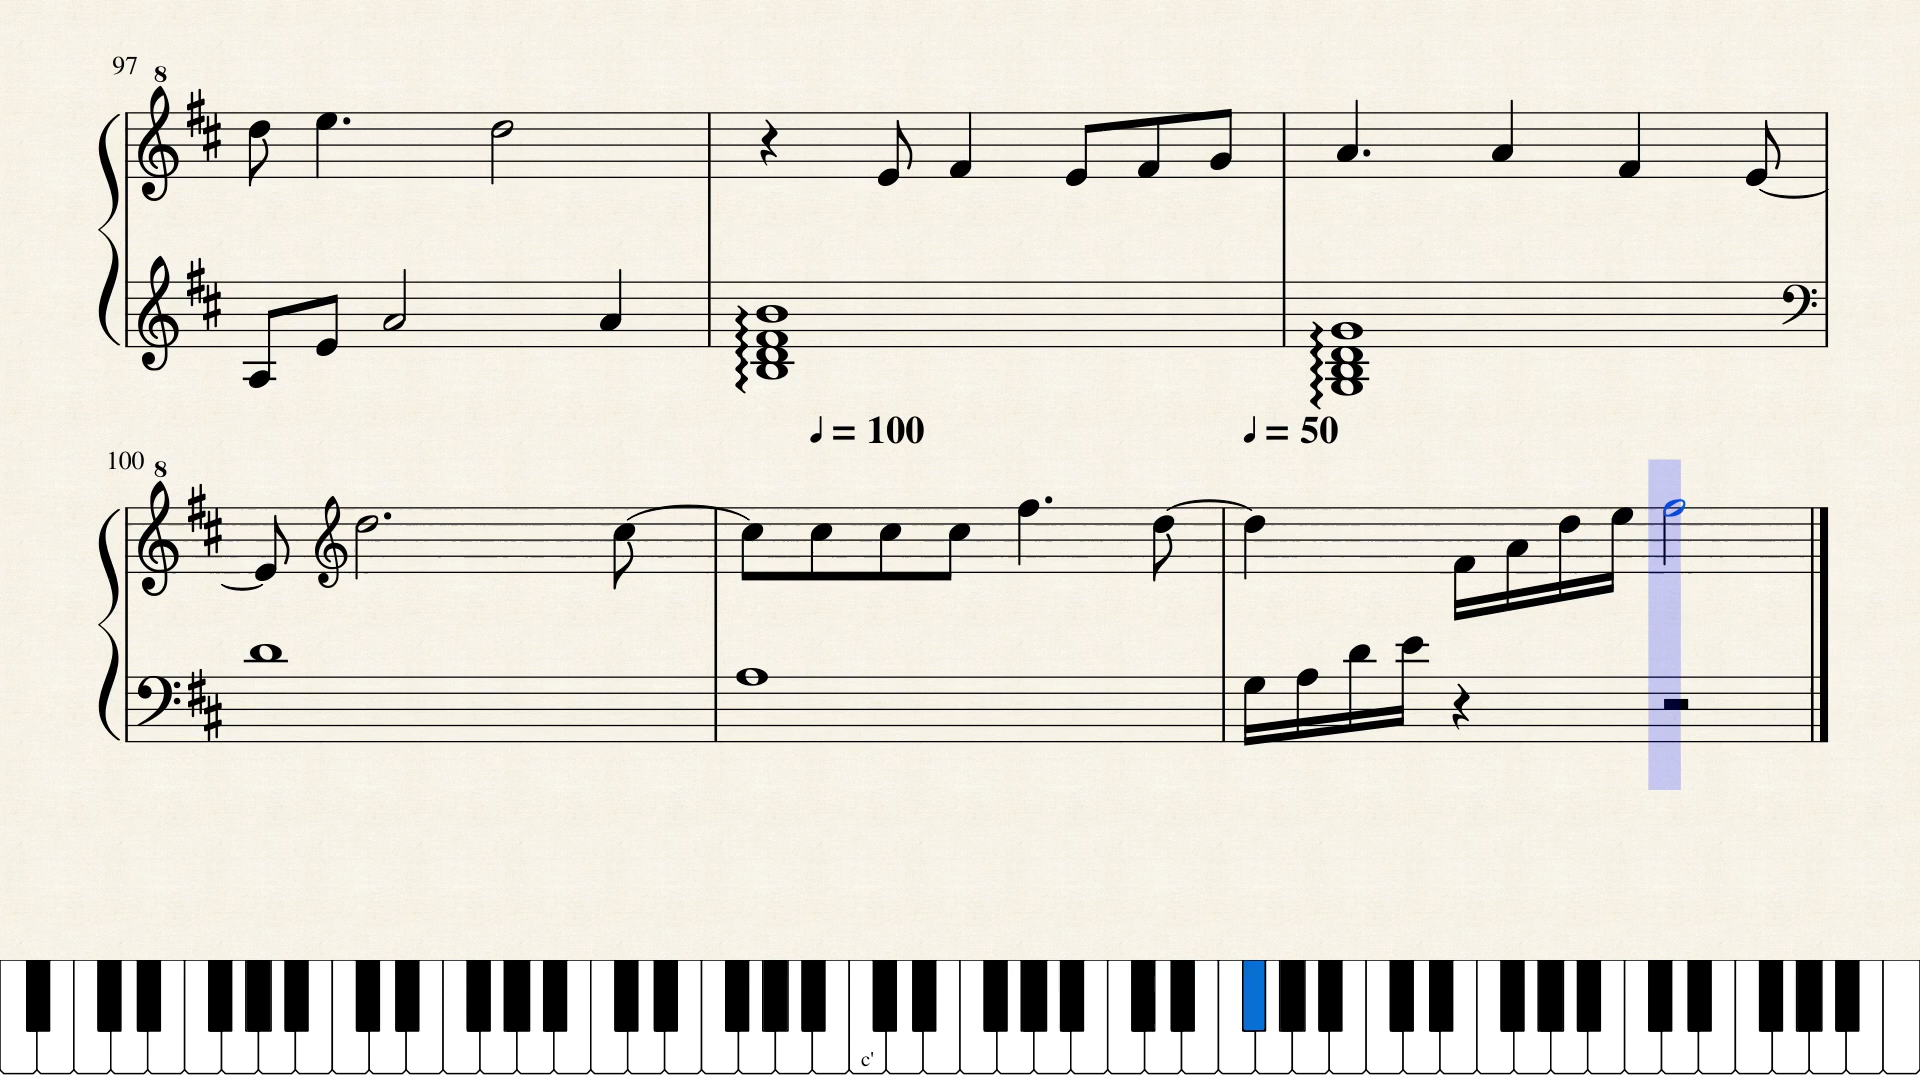 97
8
♩ = 100
♩ = 50
100
8
c'